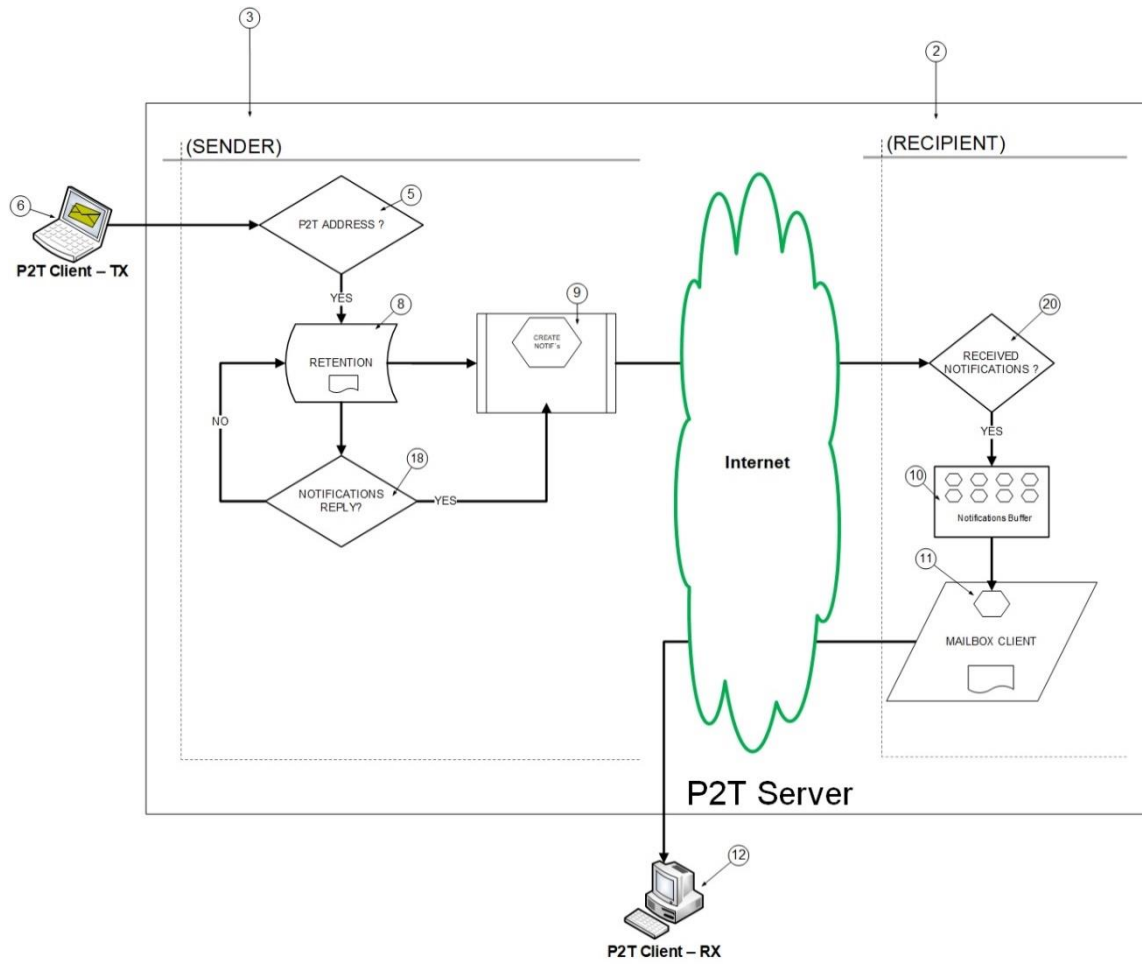 3
2
(SENDER)
(RECIPIENT)
6
5
P2T ADDRESS ?
P2T Client – TX
YES
8
9
20
CREATE
NOTIF´s
RETENTION
RECEIVED
NOTIFICATIONS ?
NO
YES
18
NOTIFICATIONS
REPLY?
YES
Internet
10
Notifications Buffer
11
MAILBOX CLIENT
P2T Server
12
P2T Client – RX